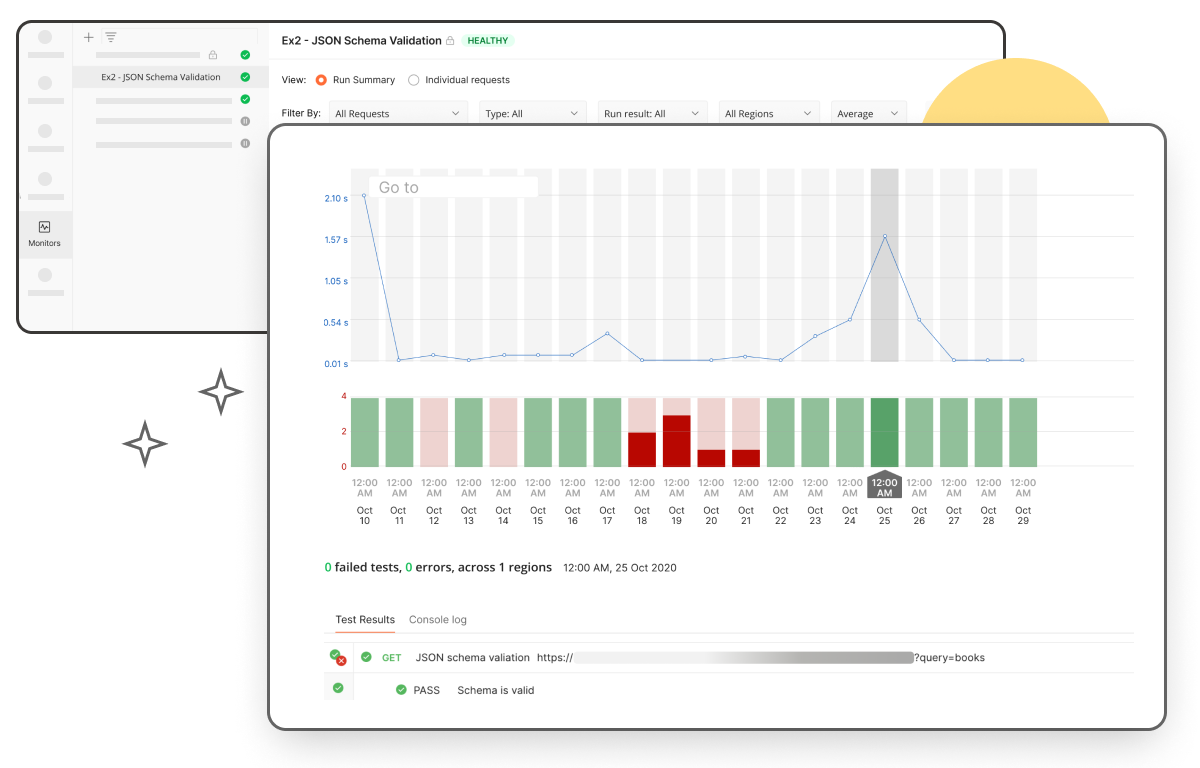 Ex2 - JSON Schema Validation HEALTHY
Ex2 - JSON Schema Validation
Monitors
View: Run Summary Individual requests
Filter By: All Requests Type: All Run result: All All Regions Average
Go to
2.10 s
1.57 s
1.05 s
0.54 s
0.01 s
4
2
0
12:00 12:00 12:00 12:00 12:00 12:00 12:00 12:00 12:00 12:00 12:00 12:00 12:00 12:00 12:00 12:00 12:00 12:00 12:00 12:00
AM AM AM AM AM AM AM AM AM AM AM AM AM AM AM AM AM AM AM AM
Oct Oct Oct Oct Oct Oct Oct Oct Oct Oct Oct Oct Oct Oct Oct Oct Oct Oct Oct Oct
10 11 12 13 14 15 16 17 18 19 20 21 22 23 24 25 26 27 28 29
0 failed tests, 0 errors, across 1 regions 12:00 AM, 25 Oct 2020
Test Results Console log
GET JSON schema valiation https:// ?query=books
PASS Schema is valid